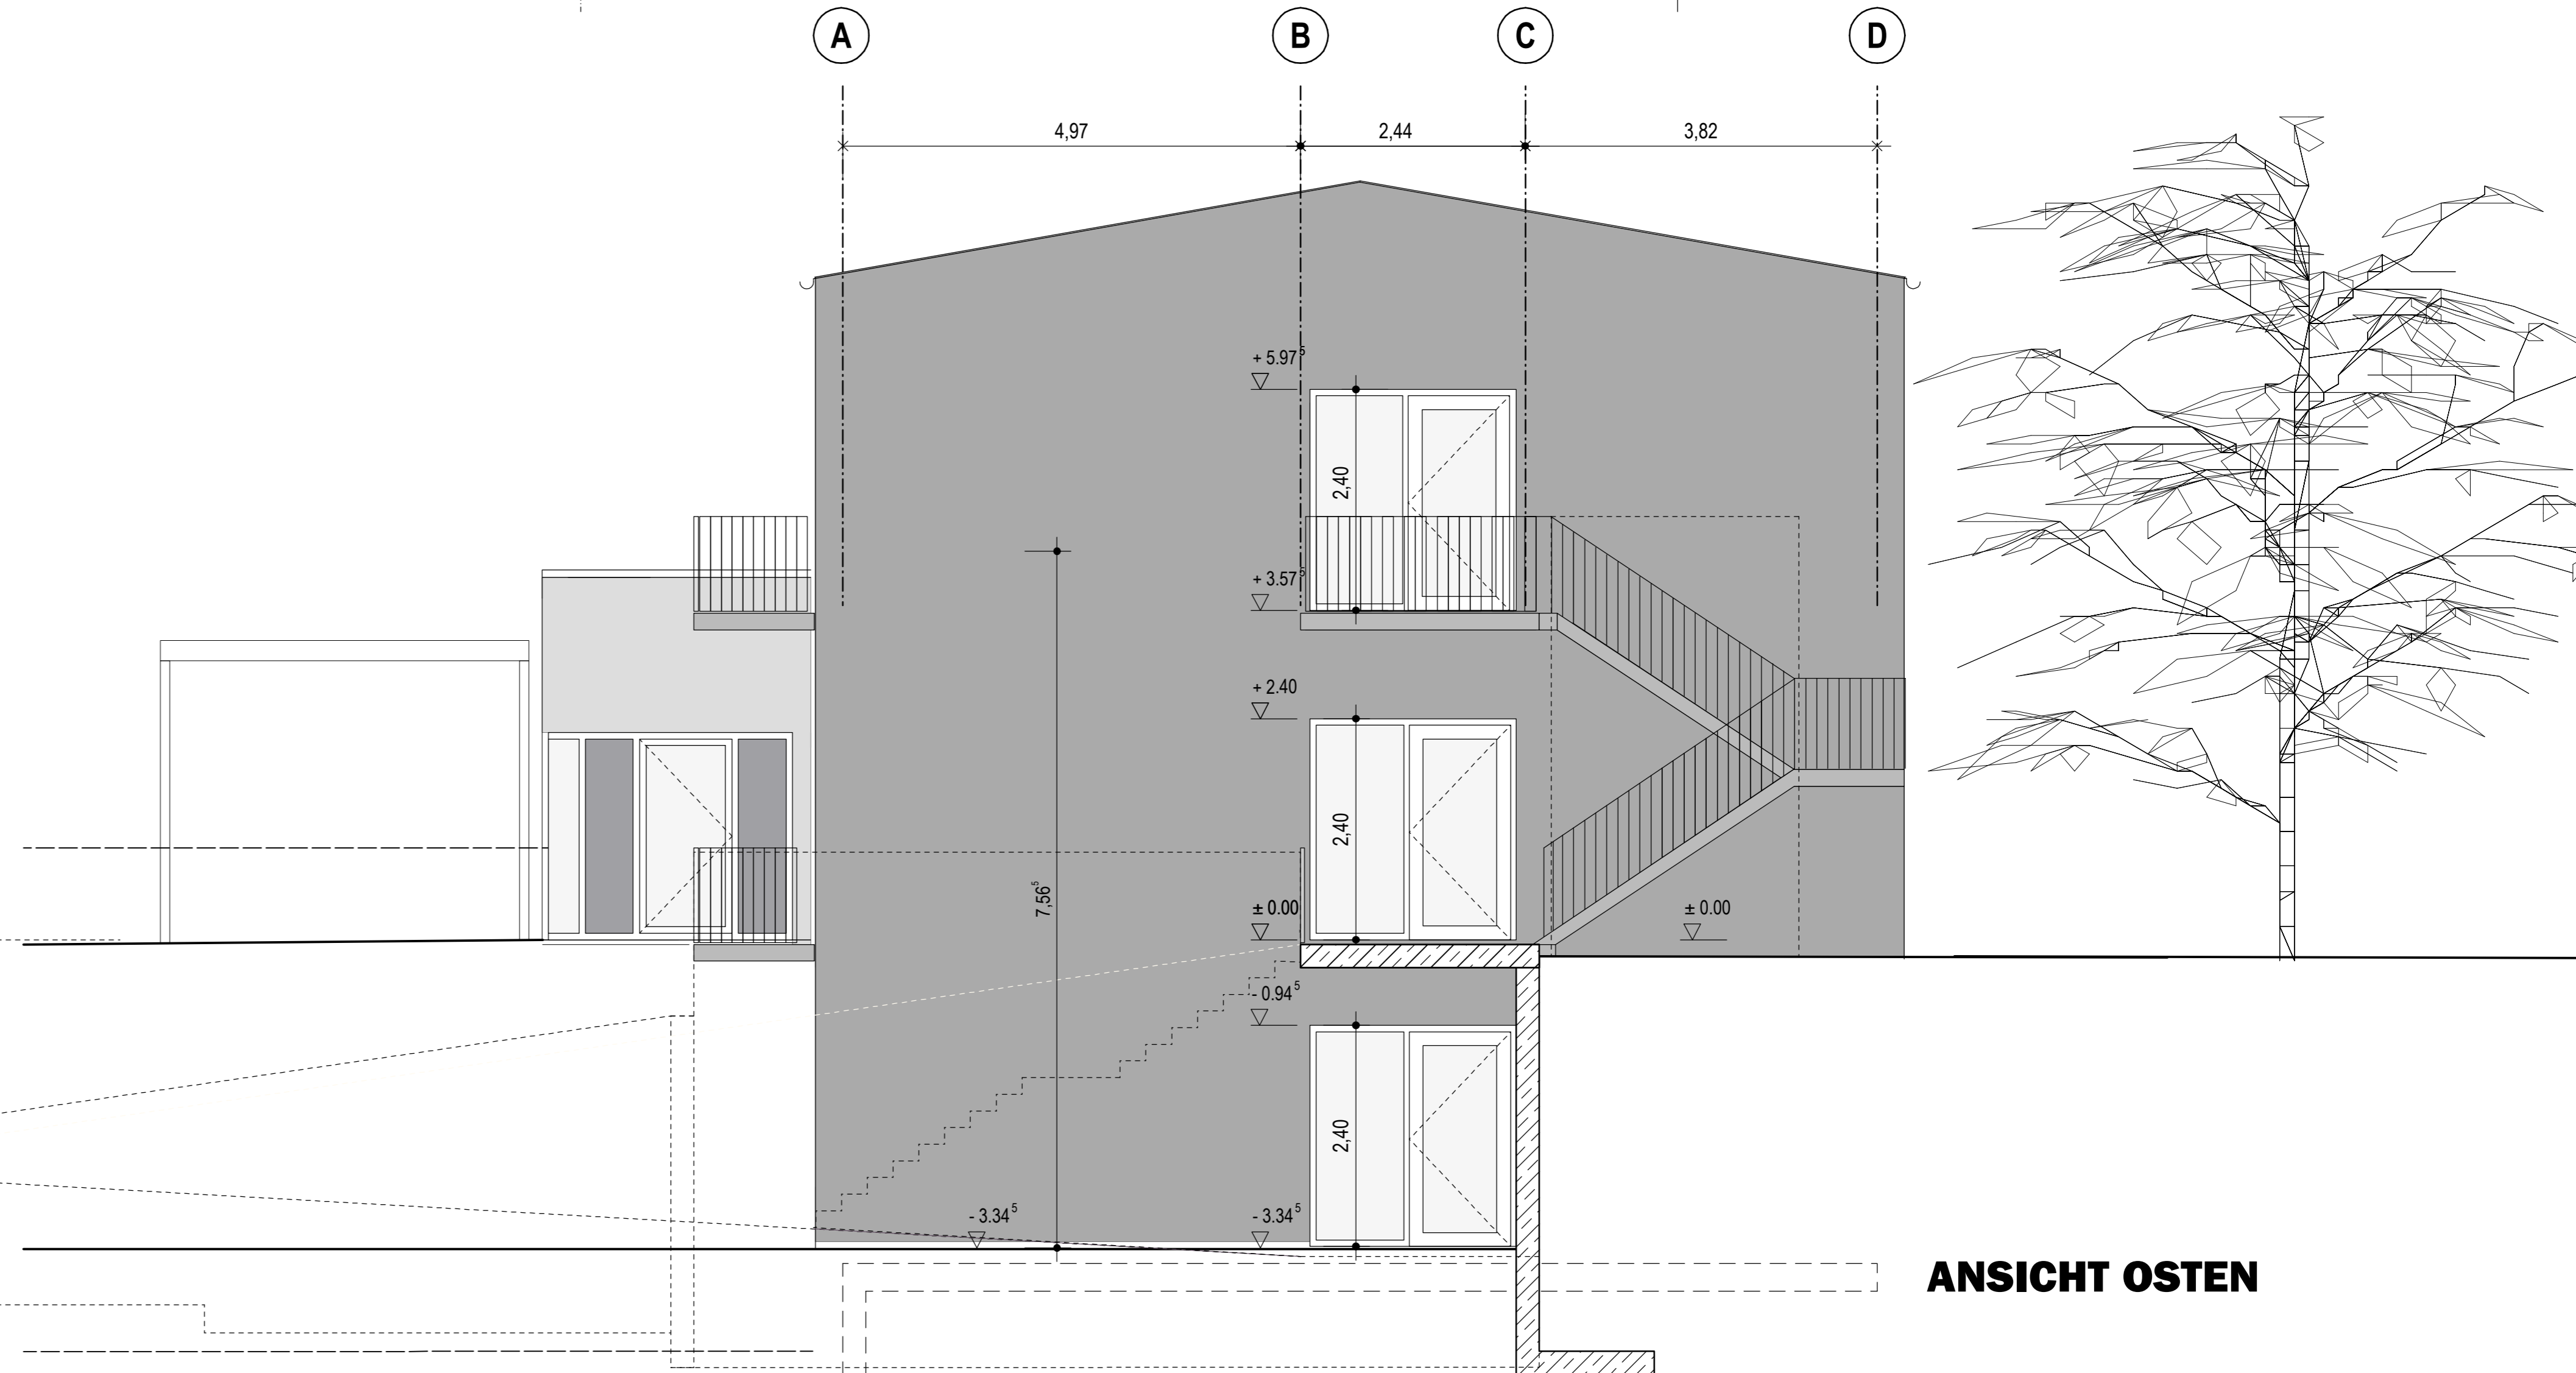 A B C D
4,97 2,44 3,82
+ 5.97⁵
2,40
+ 3.57⁵
+ 2.40
2,40
7,56⁵
± 0.00 ± 0.00
- 0.94⁵
2,40
- 3.34⁵ - 3.34⁵
ANSICHT OSTEN